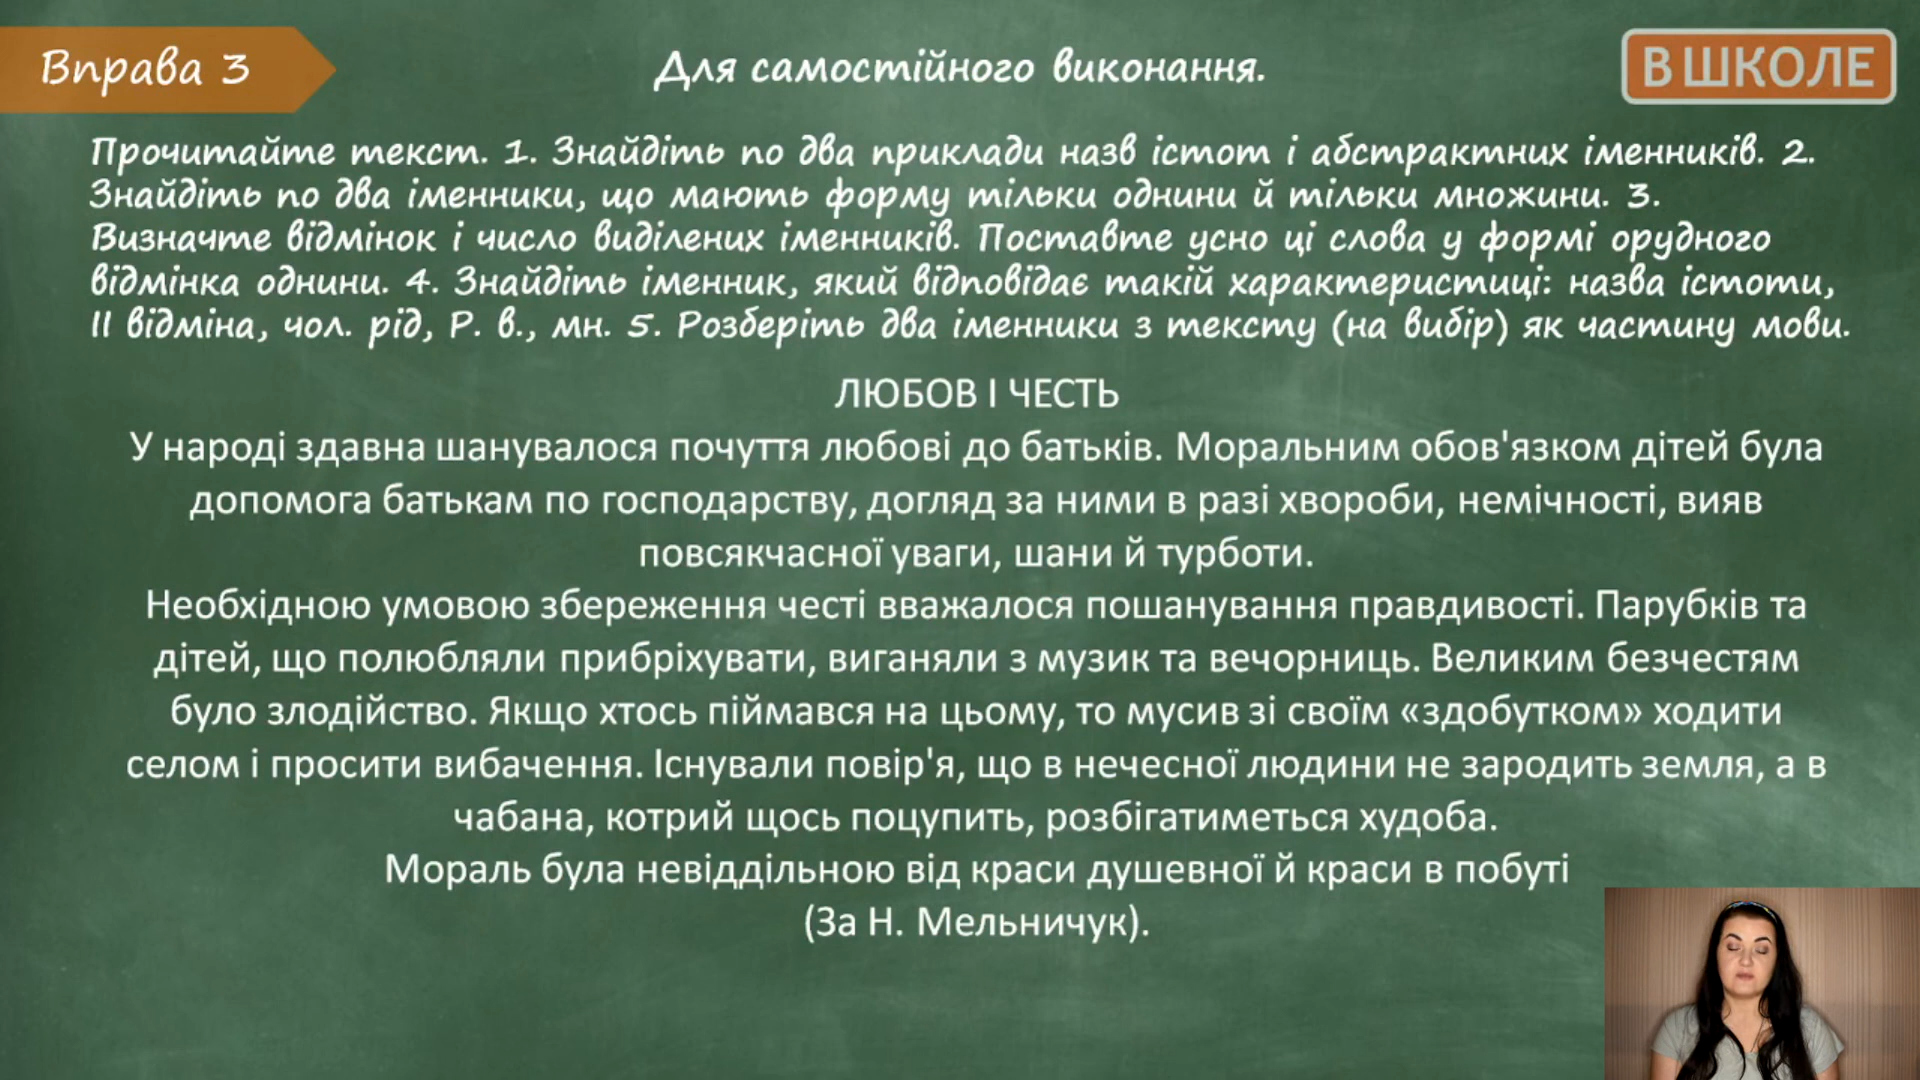 Вправа 3
Для самостійного виконання.
В ШКОЛЕ
Прочитайте текст. 1. Знайдіть по два приклади назв істот і абстрактних іменників. 2.
Знайдіть по два іменники, що мають форму тільки однини й тільки множини. 3.
Визначте відмінок і число виділених іменників. Поставте усно ці слова у формі орудного
відмінка однини. 4. Знайдіть іменник, який відповідає такій характеристиці: назва істоти,
ІІ відміна, чол. рід, Р. в., мн. 5. Розберіть два іменники з тексту (на вибір) як частину мови.
ЛЮБОВ І ЧЕСТЬ
У народі здавна шанувалося почуття любові до батьків. Моральним обов'язком дітей була
допомога батькам по господарству, догляд за ними в разі хвороби, немічності, вияв
повсякчасної уваги, шани й турботи.
Необхідною умовою збереження честі вважалося пошанування правдивості. Парубків та
дітей, що полюбляли прибріхувати, виганяли з музик та вечорниць. Великим безчестям
було злодійство. Якщо хтось піймався на цьому, то мусив зі своїм «здобутком» ходити
селом і просити вибачення. Існували повір'я, що в нечесної людини не зародить земля, а в
чабана, котрий щось поцупить, розбігатиметься худоба.
Мораль була невіддільною від краси душевної й краси в побуті
(За Н. Мельничук).